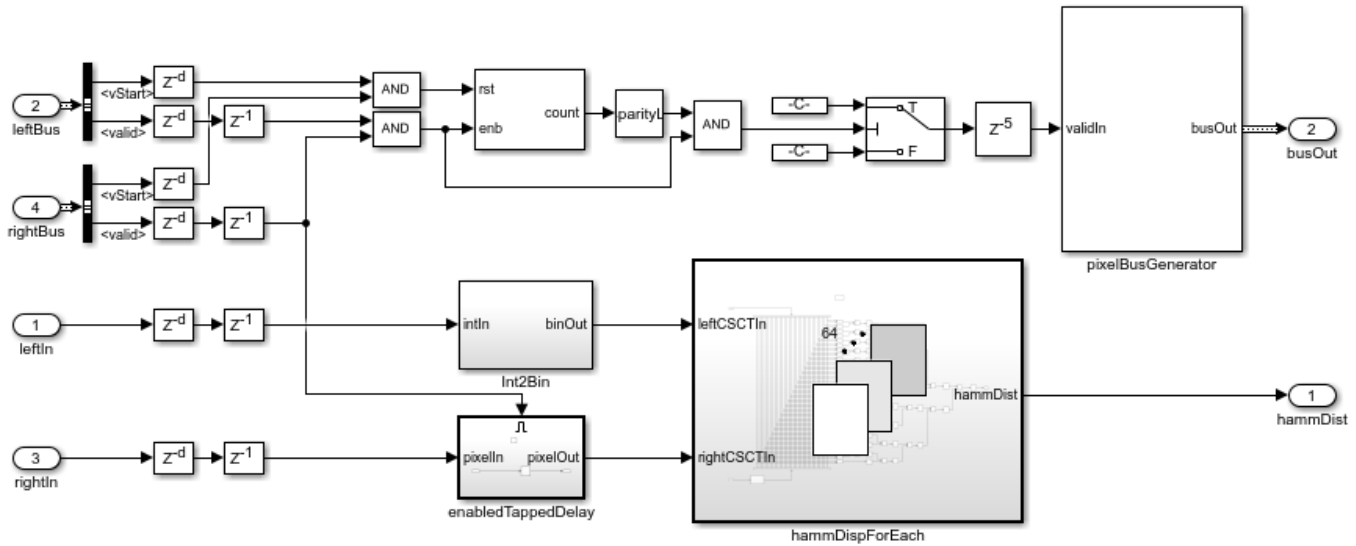 2
leftBus
<vStart>
<valid>
Z-d
Z-d
Z-1
AND
AND
rst
enb
count
parityL
AND
-C-
-C-
T
F
Z-5
validIn
busOut
pixelBusGenerator
2
busOut
4
rightBus
<vStart>
<valid>
Z-d
Z-d
Z-1
1
leftIn
Z-d
Z-1
intIn
binOut
Int2Bin
leftCSCTIn
rightCSCTIn
64
hammDist
hammDispForEach
1
hammDist
3
rightIn
Z-d
Z-1
pixelIn
pixelOut
enabledTappedDelay